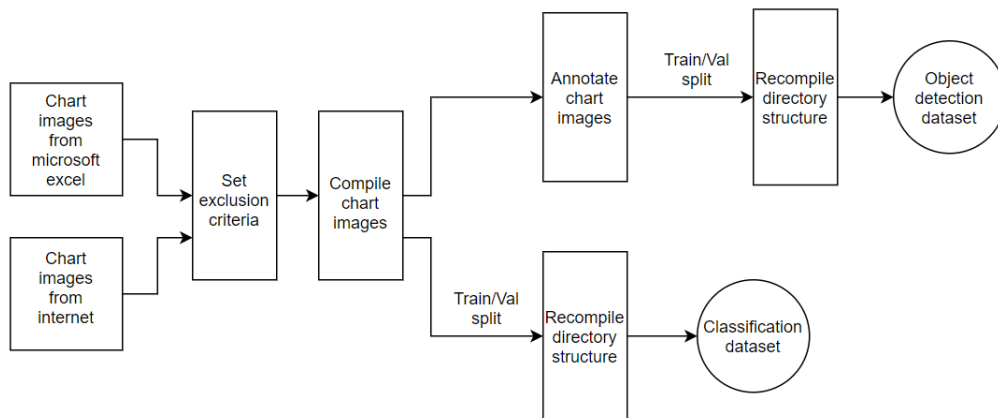 Chart
images
from
microsoft
excel
Chart
images
from
internet
Set
exclusion
criteria
Compile
chart
images
Annotate
chart
images
Train/Val
split
Recompile
directory
structure
Object
detection
dataset
Train/Val
split
Recompile
directory
structure
Classification
dataset